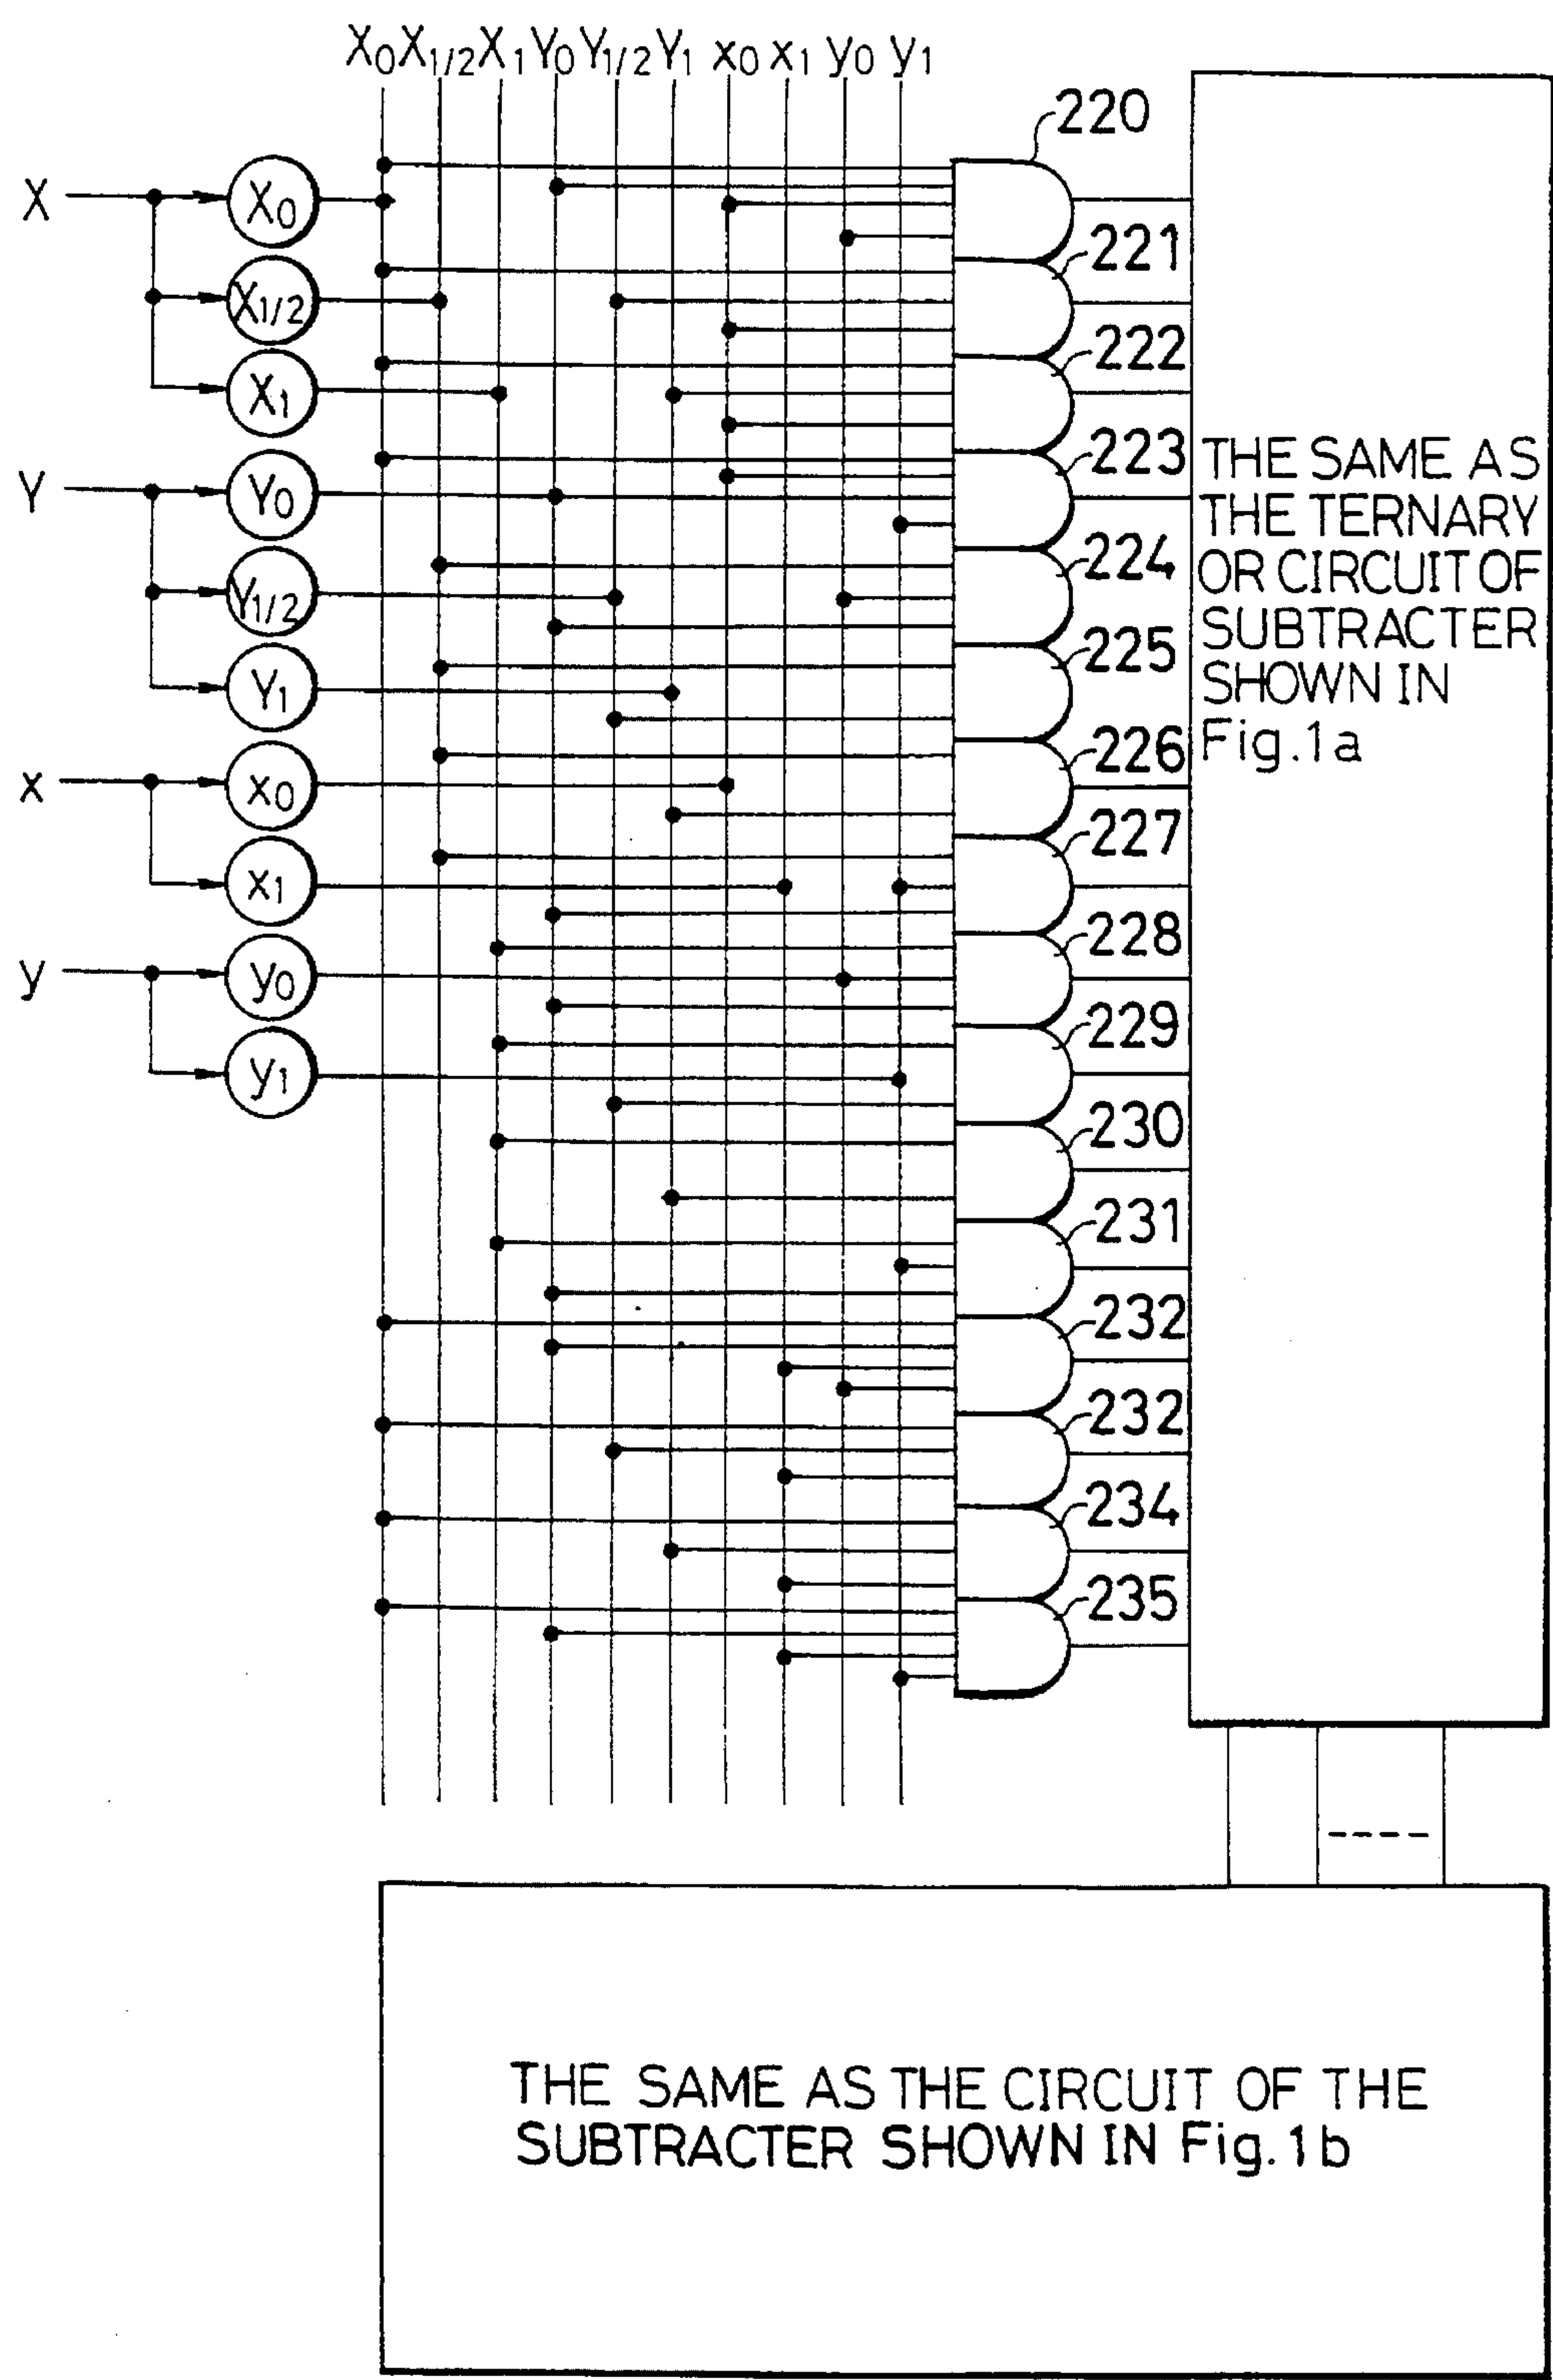 X₀ X₁/₂ X₁ Y₀ Y₁/₂ Y₁ x₀ x₁ y₀ y₁
220
X X₀
221
X₁/₂
222
X₁
223
Y Y₀
224
Y₁/₂
225
Y₁
226
x x₀
227
x₁
228
y y₀
229
y₁
230
231
232
232
234
235
THE SAME AS
THE TERNARY
OR CIRCUIT OF
SUBTRACTER
SHOWN IN
Fig.1a
THE SAME AS THE CIRCUIT OF THE
SUBTRACTER SHOWN IN Fig.1b